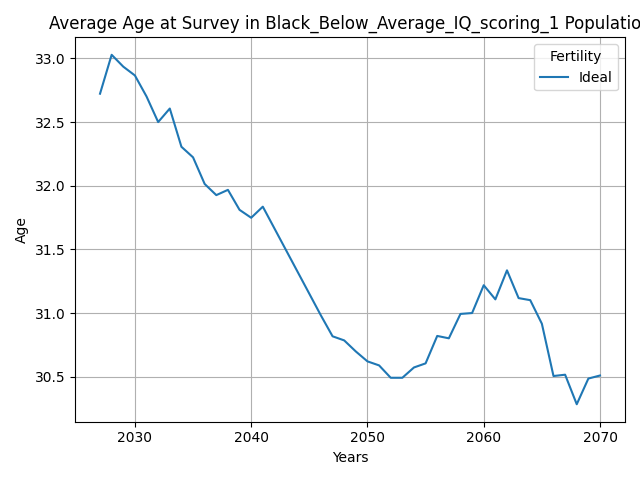 Average Age at Survey in Black_Below_Average_IQ_scoring_1 Populatio
33.0
32.5
32.0
31.5
31.0
30.5
Age
Fertility
Ideal
2030 2040 2050 2060 2070
Years